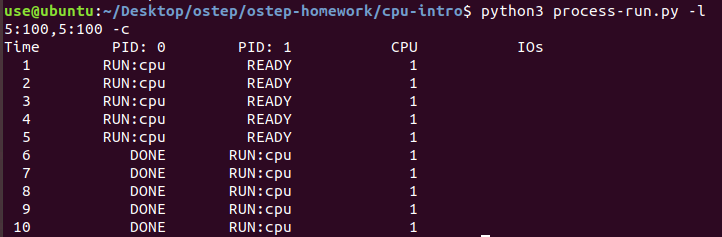 use@ubuntu:~/Desktop/ostep/ostep-homework/cpu-intro$ python3 process-run.py -l
5:100,5:100 -c
Time PID: 0 PID: 1 CPU IOs
1 RUN:cpu READY 1
2 RUN:cpu READY 1
3 RUN:cpu READY 1
4 RUN:cpu READY 1
5 RUN:cpu READY 1
6 DONE RUN:cpu 1
7 DONE RUN:cpu 1
8 DONE RUN:cpu 1
9 DONE RUN:cpu 1
10 DONE RUN:cpu 1